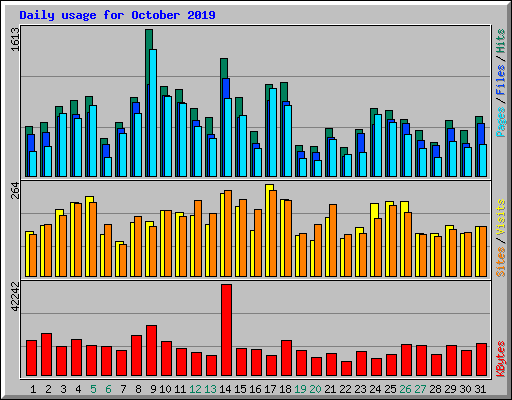 Daily usage for October 2019
1613
Pages/Files/Hits
264
Sites/Visits
42242
KBytes
1 2 3 4 5 6 7 8 9 10 11 12 13 14 15 16 17 18 19 20 21 22 23 24 25 26 27 28 29 30 31